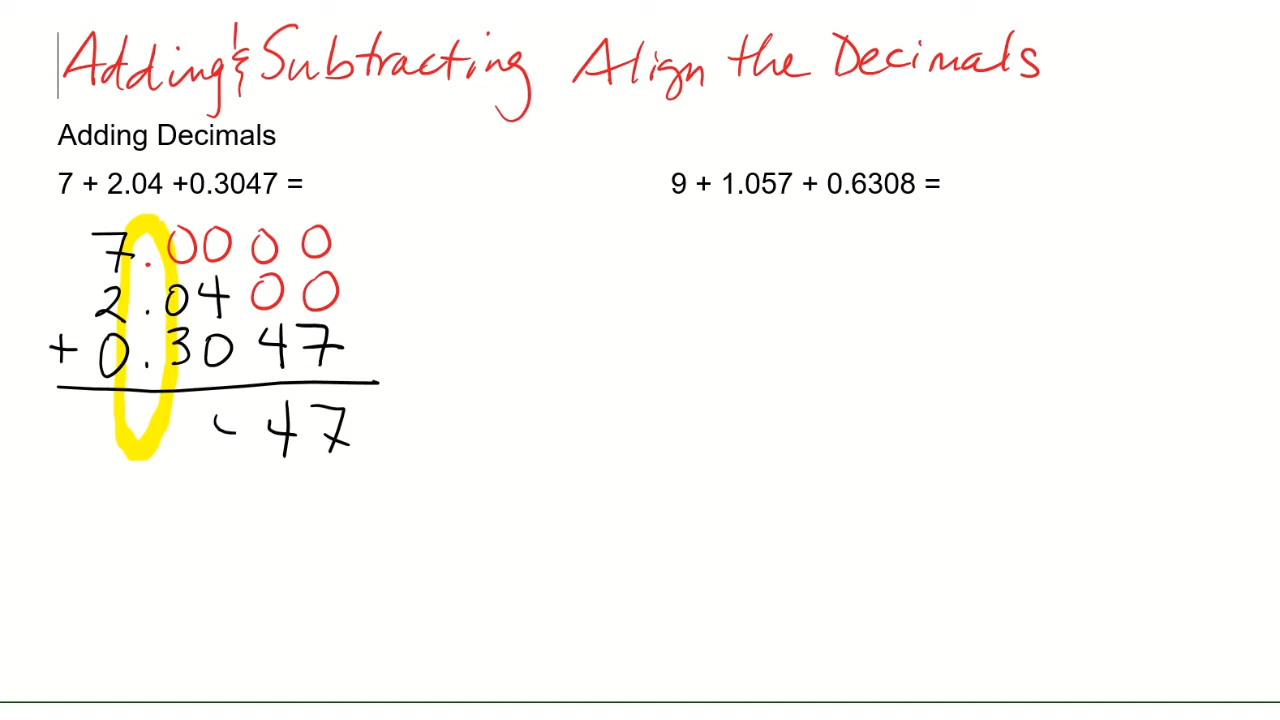 Adding & Subtracting Align the Decimals
Adding Decimals
7 + 2.04 +0.3047 =
9 + 1.057 + 0.6308 =
7.0000
2.0400
+ 0.3047
47